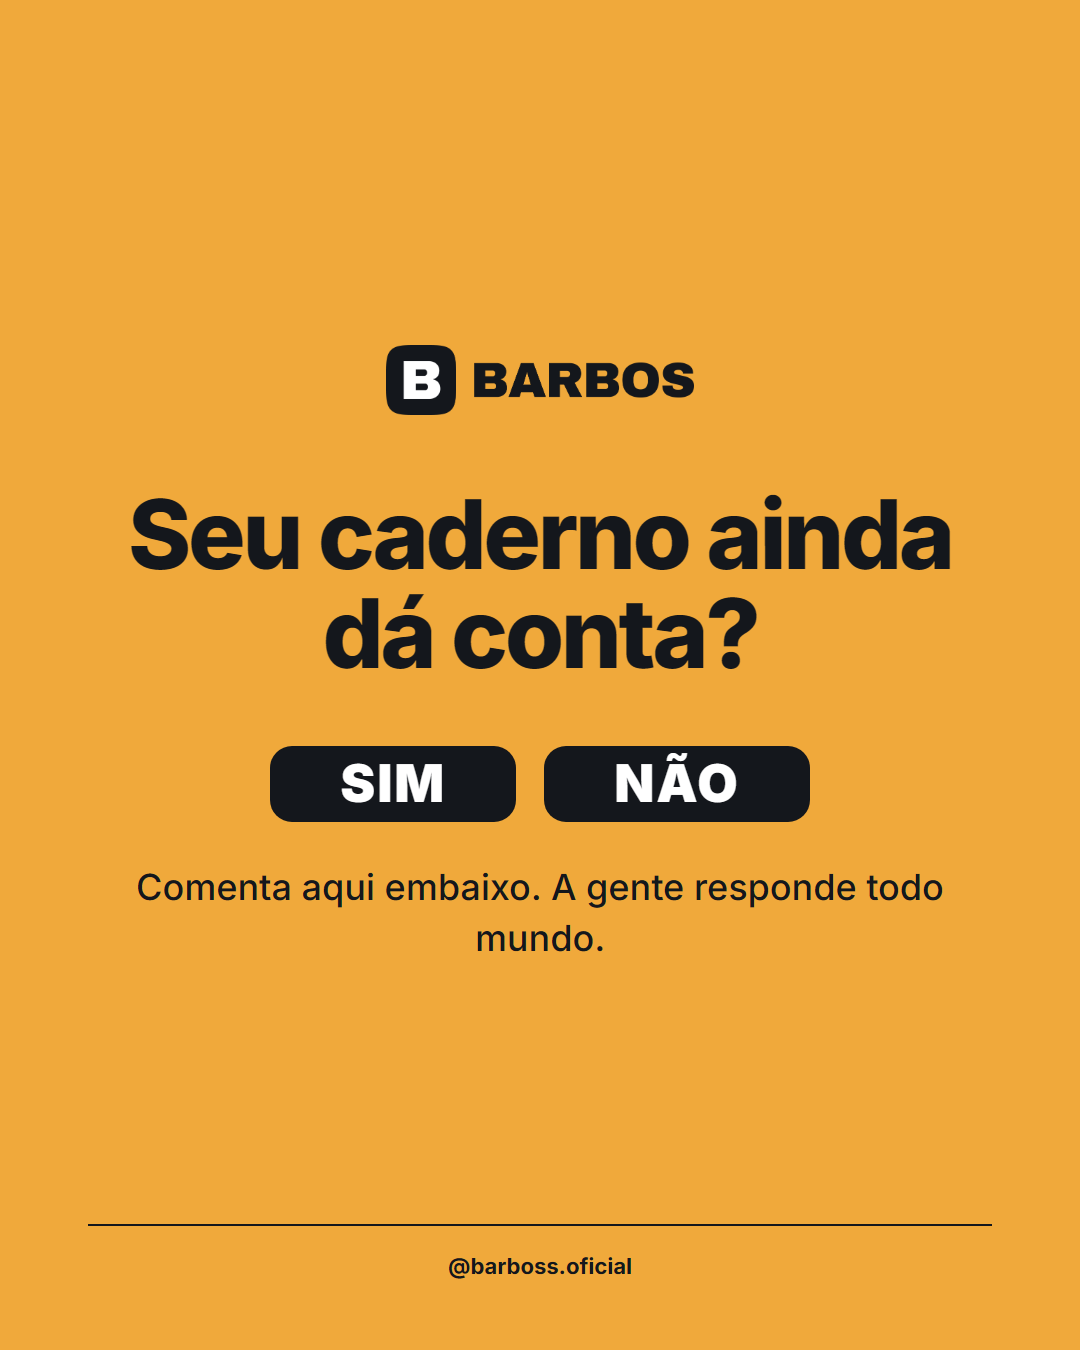 B BARBOS
Seu caderno ainda
dá conta?
SIM NÃO
Comenta aqui embaixo. A gente responde todo
mundo.
@barboss.oficial